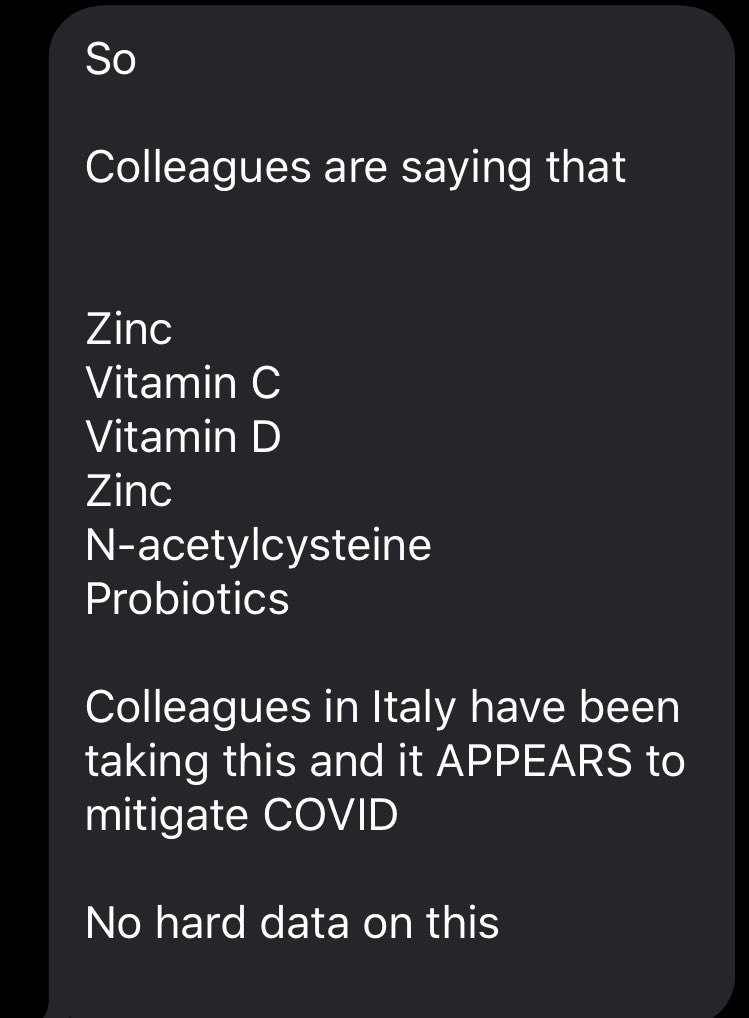 So
Colleagues are saying that
Zinc
Vitamin C
Vitamin D
Zinc
N-acetylcysteine
Probiotics
Colleagues in Italy have been
taking this and it APPEARS to
mitigate COVID
No hard data on this